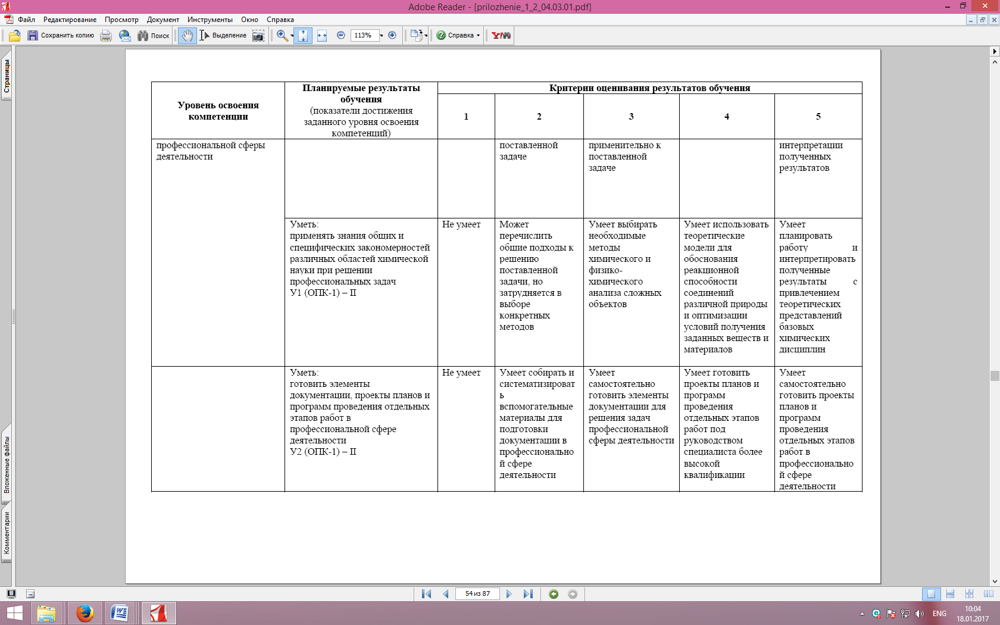 Adobe Reader - [prilozhenie_1_2_04.03.01.pdf]
Файл Редактирование Просмотр Документ Инструменты Окно Справка
Сохранить копию Поиск Выделение 113% Справка Y!
Страницы
Вложенные файлы
Комментарии
Уровень освоения
компетенции
Планируемые результаты
обучения
(показатели достижения
заданного уровня освоения
компетенций)
Критерии оценивания результатов обучения
1 2 3 4 5
профессиональной сферы
деятельности
поставленной
задаче
применительно к
поставленной
задаче
интерпретации
полученных
результатов
Уметь:
применять знания общих и
специфических закономерностей
различных областей химической
науки при решении
профессиональных задач
У1 (ОПК-1) – II
Не умеет
Может
перечислить
общие подходы к
решению
поставленной
задачи, но
затрудняется в
выборе
конкретных
методов
Умеет выбирать
необходимые
методы
химического и
физико-
химического
анализа сложных
объектов
Умеет использовать
теоретические
модели для
обоснования
реакционной
способности
соединений
различной природы
и оптимизации
условий получения
заданных веществ и
материалов
Умеет
планировать
работу и
интерпретировать
полученные
результаты с
привлечением
теоретических
представлений
базовых
химических
дисциплин
Уметь:
готовить элементы
документации, проекты планов и
программ проведения отдельных
этапов работ в
профессиональной сфере
деятельности
У2 (ОПК-1) – II
Не умеет
Умеет собирать и
систематизироват
ь
вспомогательные
материалы для
подготовки
документации в
профессионально
й сфере
деятельности
Умеет
самостоятельно
готовить элементы
документации для
решения задач
профессиональной
сферы деятельности
Умеет готовить
проекты планов и
программ
проведения
отдельных этапов
работ под
руководством
специалиста более
высокой
квалификации
Умеет
самостоятельно
готовить проекты
планов и
программ
проведения
отдельных этапов
работ в
профессионально
й сфере
деятельности
54 из 87
ENG
10:04
18.01.2017